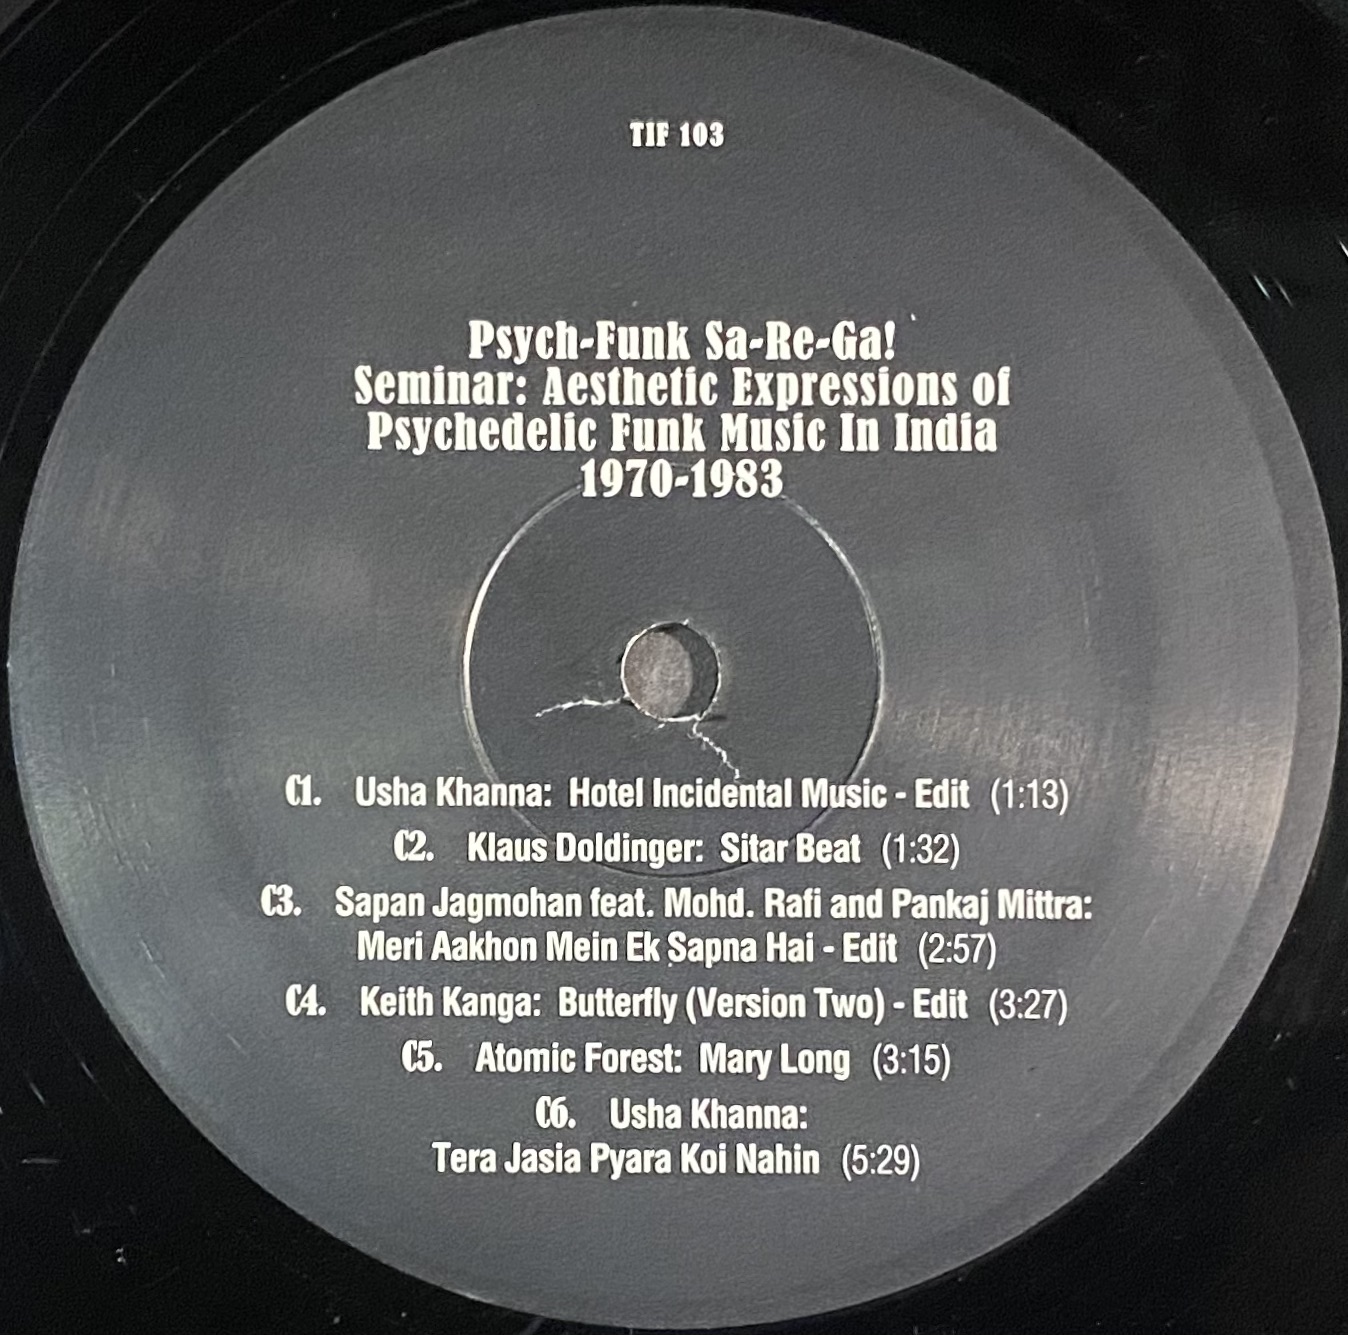 TIF 103
Psych-Funk Sa-Re-Ga!
Seminar: Aesthetic Expressions of
Psychedelic Funk Music In India
1970-1983
C1. Usha Khanna: Hotel Incidental Music - Edit (1:13)
C2. Klaus Doldinger: Sitar Beat (1:32)
C3. Sapan Jagmohan feat. Mohd. Rafi and Pankaj Mittra:
Meri Aakhon Mein Ek Sapna Hai - Edit (2:57)
C4. Keith Kanga: Butterfly (Version Two) - Edit (3:27)
C5. Atomic Forest: Mary Long (3:15)
C6. Usha Khanna:
Tera Jasia Pyara Koi Nahin (5:29)